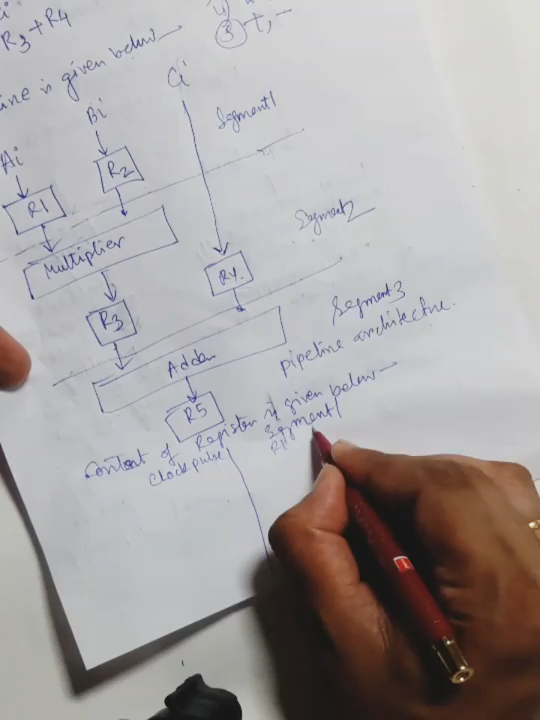 R3+R4
3 +, -
is given below
Ci
Bi
Segment1
Ai
R2
R1
Segment2
Multiplier
R4
R3
Segment3
pipeline architecture.
Adder
R5
Content of Register is given below
Clock pulse Segment1
R1